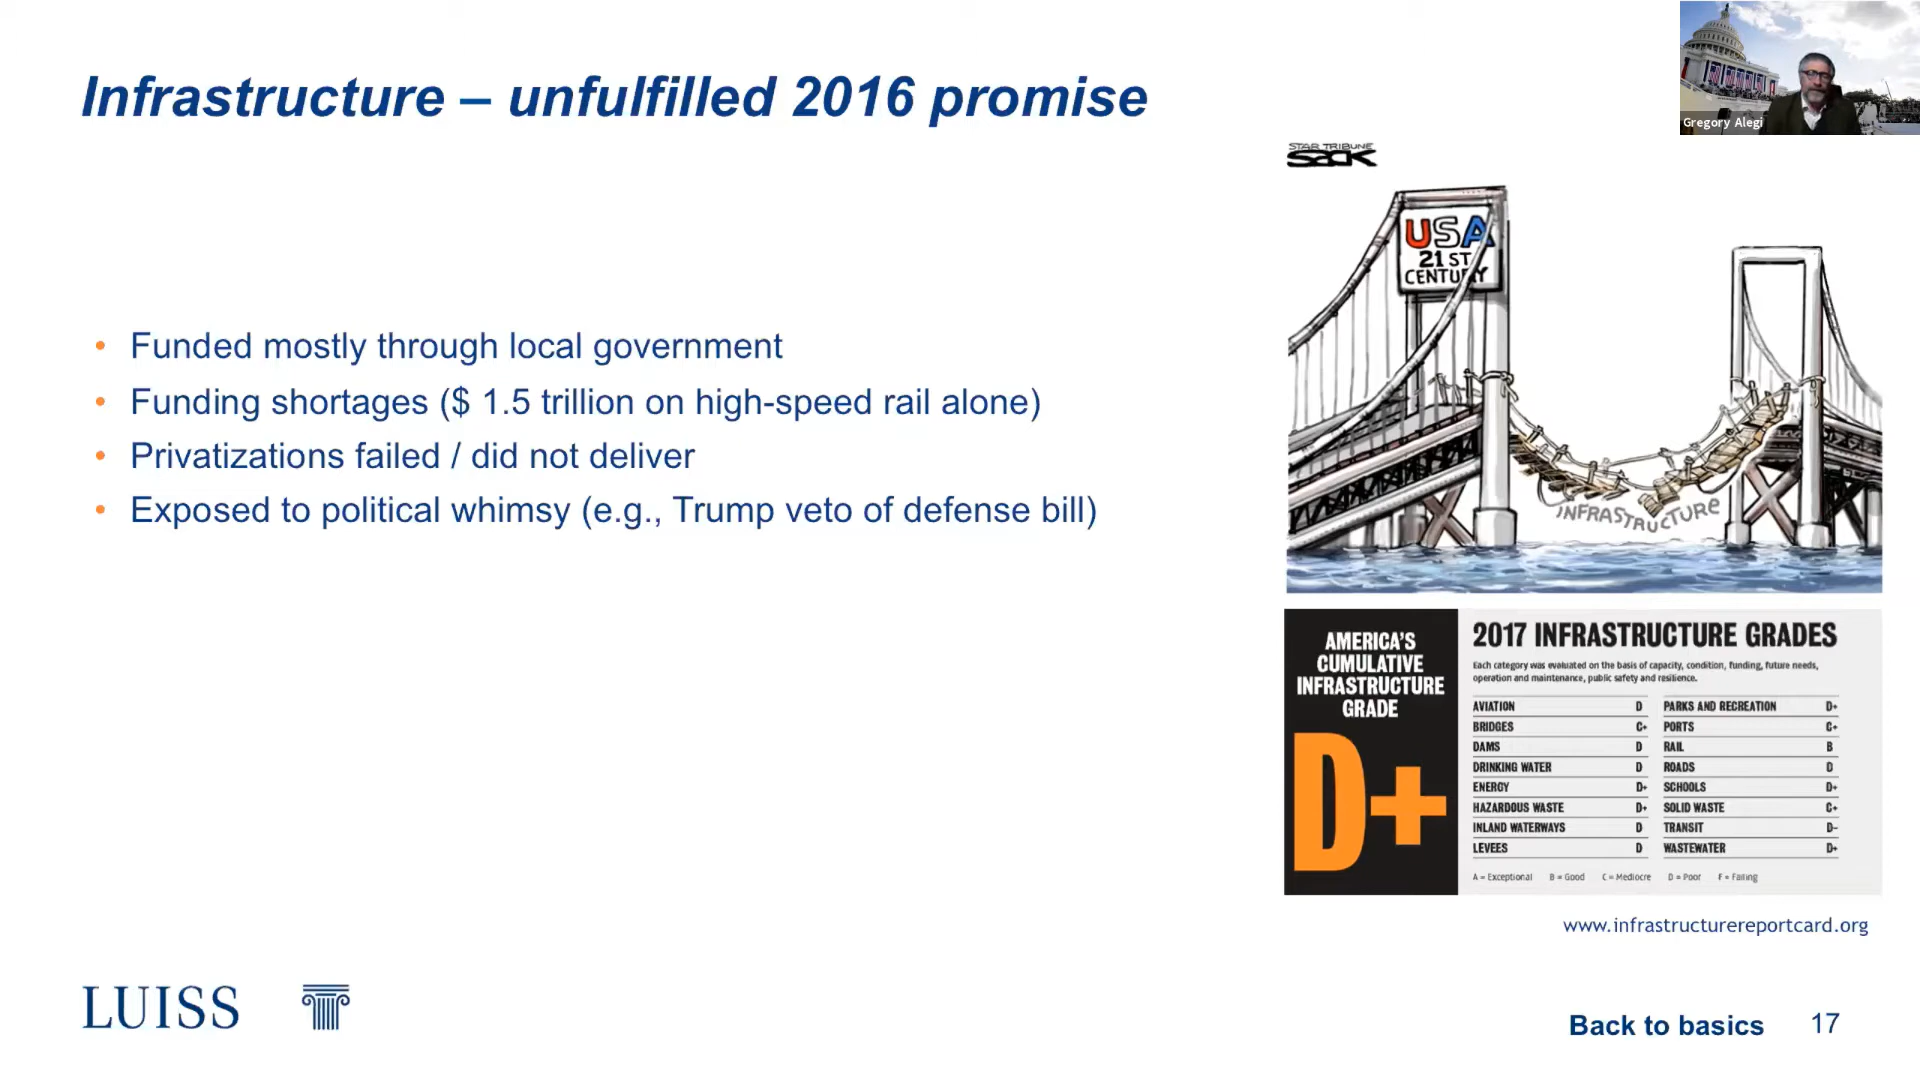 Infrastructure – unfulfilled 2016 promise
Gregory Alegi
STAR TRIBUNE
SACK
USA
21ST
CENTURY
INFRASTRUCTURE
• Funded mostly through local government
• Funding shortages ($ 1.5 trillion on high-speed rail alone)
• Privatizations failed / did not deliver
• Exposed to political whimsy (e.g., Trump veto of defense bill)
AMERICA'S
CUMULATIVE
INFRASTRUCTURE
GRADE
D+
2017 INFRASTRUCTURE GRADES
Each category was evaluated on the basis of capacity, condition, funding, future needs,
operation and maintenance, public safety and resilience.
AVIATION D PARKS AND RECREATION D+
BRIDGES C+ PORTS C+
DAMS D RAIL B
DRINKING WATER D ROADS D
ENERGY D+ SCHOOLS D+
HAZARDOUS WASTE D+ SOLID WASTE C+
INLAND WATERWAYS D TRANSIT D-
LEVEES D WASTEWATER D+
A = Exceptional B = Good C = Mediocre D = Poor F = Failing
www.infrastructurereportcard.org
LUISS
Back to basics 17